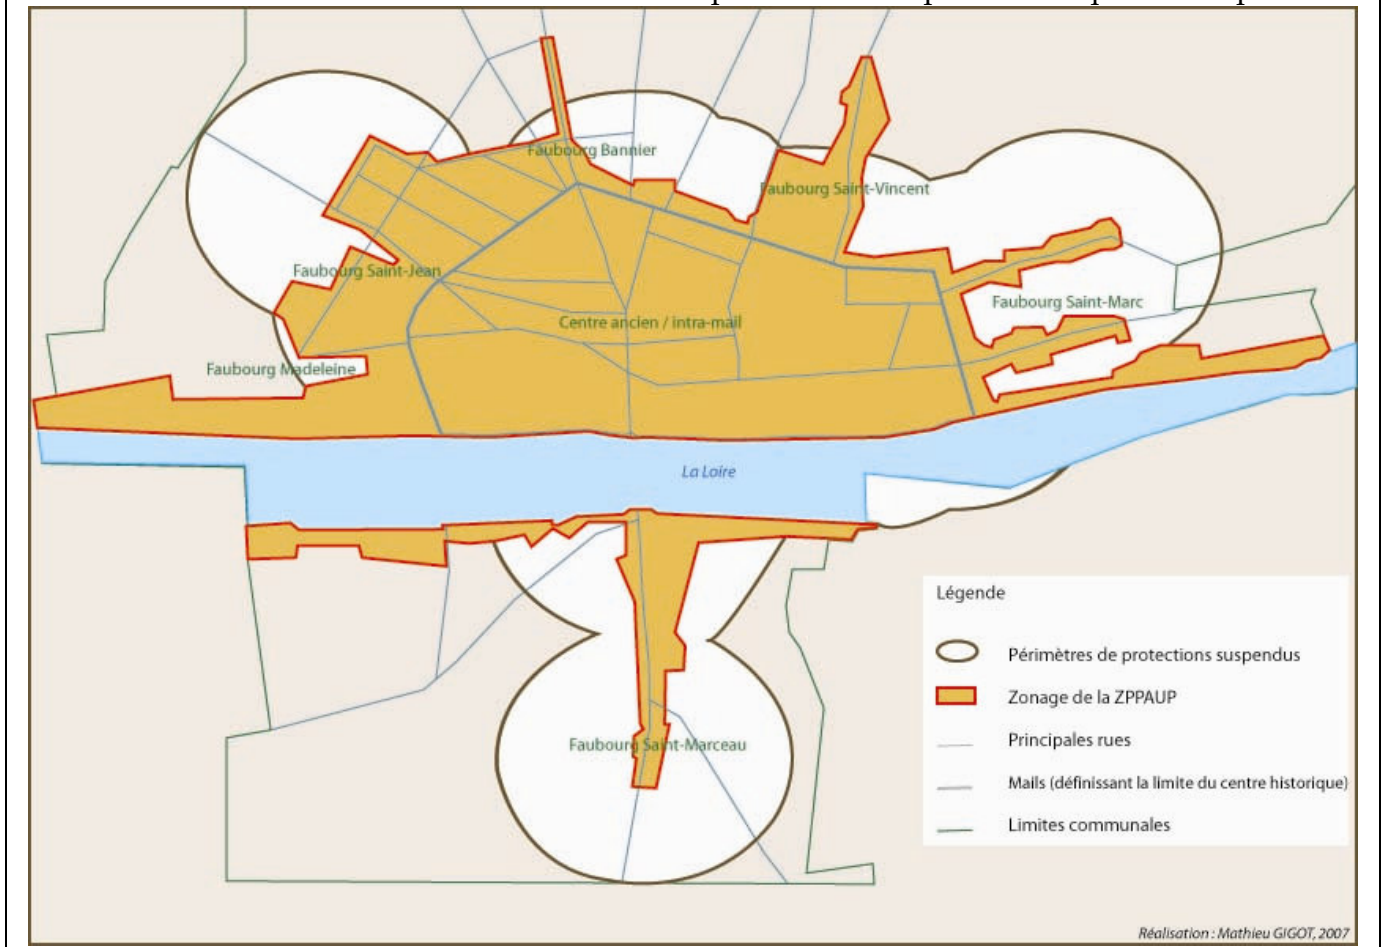 Faubourg Bannier
Faubourg Saint-Vincent
Faubourg Saint-Jean
Faubourg Saint-Marc
Centre ancien / intra-mail
Faubourg Madeleine
La Loire
Faubourg Saint-Marceau
Légende
Périmètres de protections suspendus
Zonage de la ZPPAUP
Principales rues
Mails (définissant la limite du centre historique)
Limites communales
Réalisation : Mathieu GIGOT, 2007